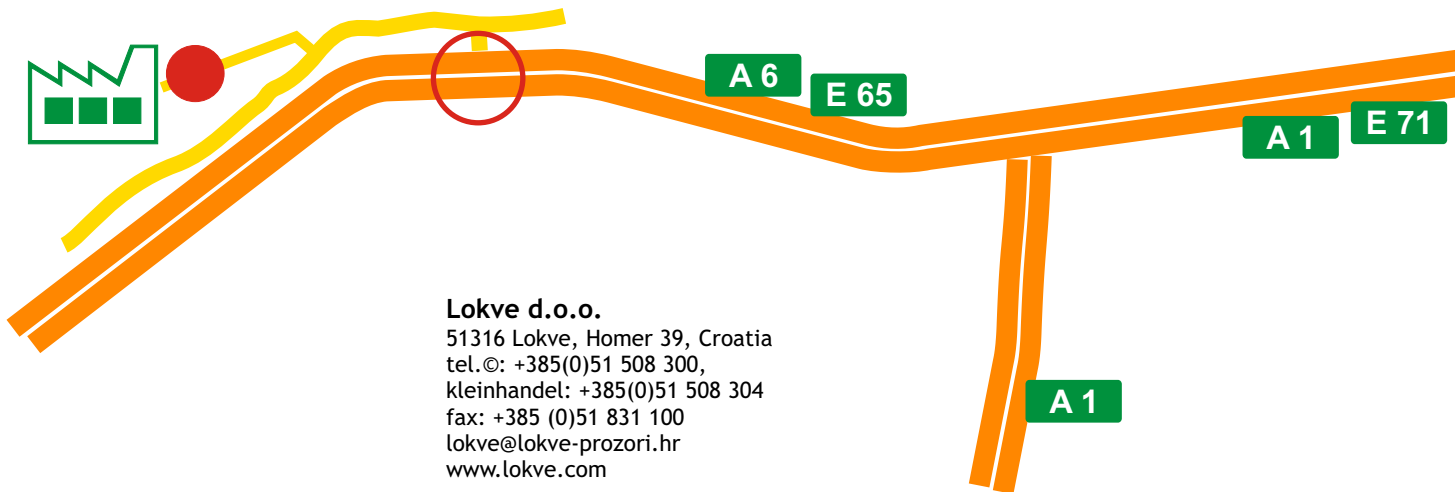 A 6
E 65
A 1
E 71
A 1
Lokve d.o.o.
51316 Lokve, Homer 39, Croatia
tel.©: +385(0)51 508 300,
kleinhandel: +385(0)51 508 304
fax: +385 (0)51 831 100
lokve@lokve-prozori.hr
www.lokve.com